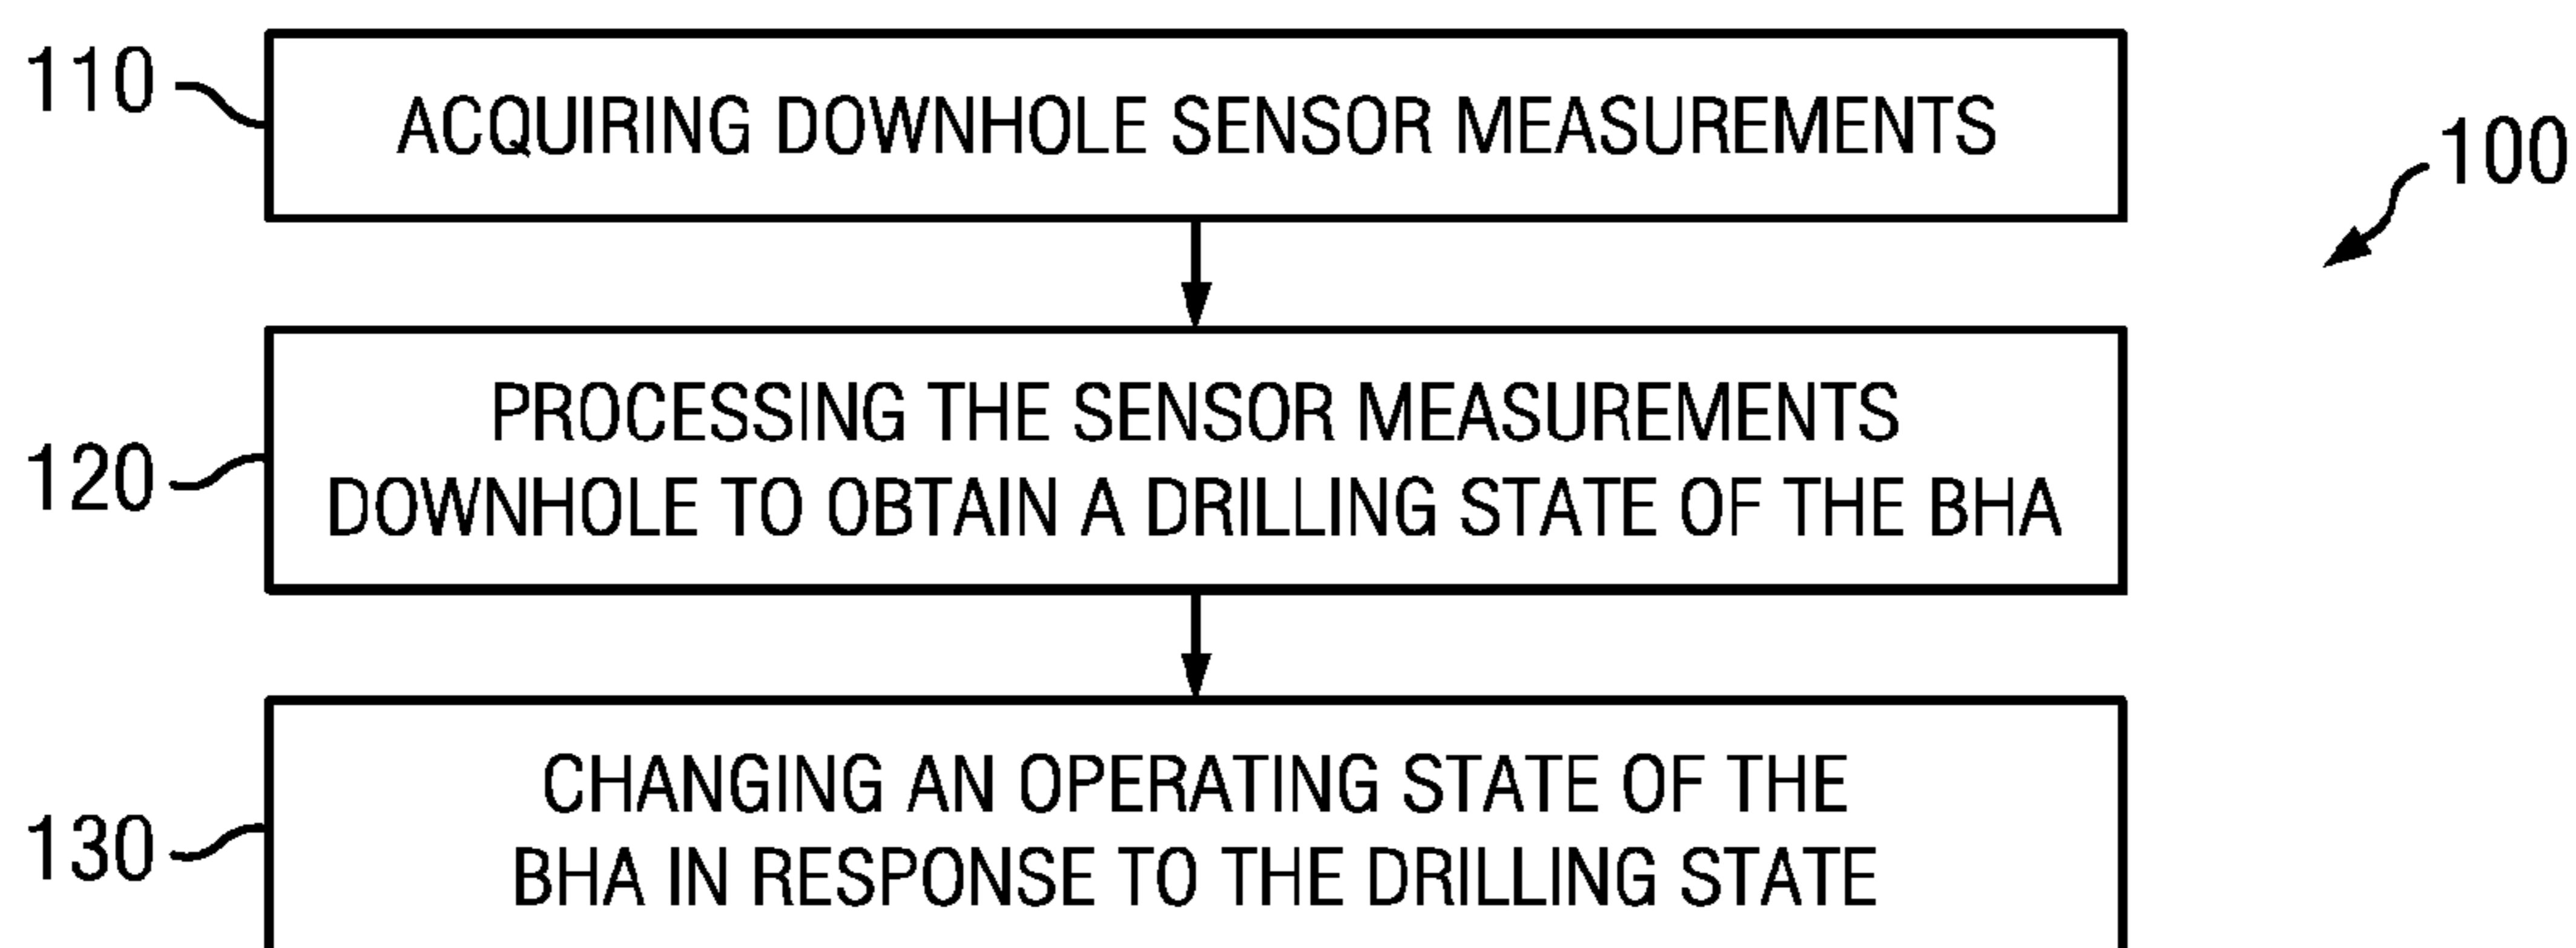 110
ACQUIRING DOWNHOLE SENSOR MEASUREMENTS
100
PROCESSING THE SENSOR MEASUREMENTS
120
DOWNHOLE TO OBTAIN A DRILLING STATE OF THE BHA
CHANGING AN OPERATING STATE OF THE
130
BHA IN RESPONSE TO THE DRILLING STATE